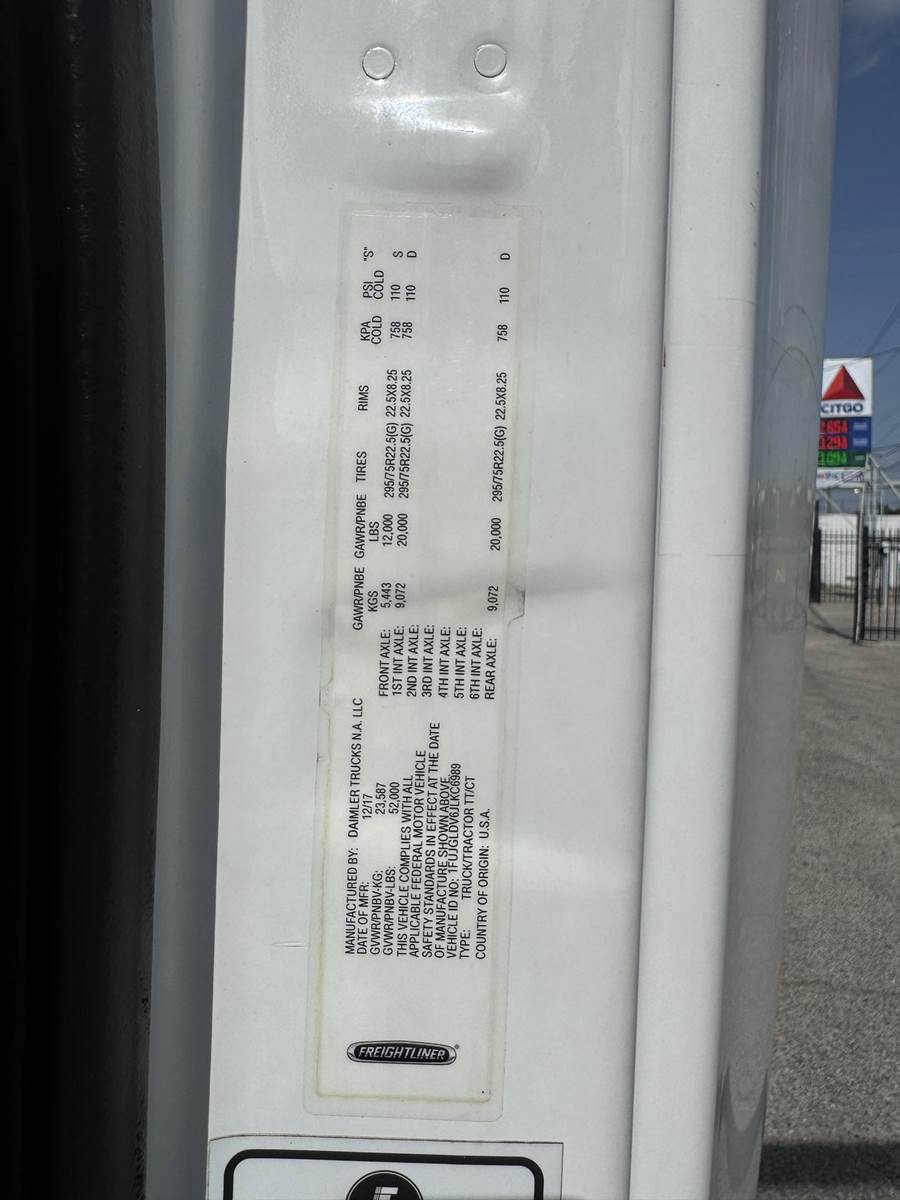 FREIGHTLINER®
MANUFACTURED BY: DAIMLER TRUCKS N.A. LLC
DATE OF MFR: 12/17
GVWR/PNBV-KG: 23,587
GVWR/PNBV-LBS: 52,000
THIS VEHICLE COMPLIES WITH ALL
APPLICABLE FEDERAL MOTOR VEHICLE
SAFETY STANDARDS IN EFFECT AT THE DATE
OF MANUFACTURE SHOWN ABOVE
VEHICLE ID NO: 1FUJGLDV6JLKC6989
TYPE: TRUCK/TRACTOR TT/CT
COUNTRY OF ORIGIN: U.S.A.
GAWR/PNBE GAWR/PNBE TIRES RIMS KPA PSI "S"
KGS LBS COLD COLD
FRONT AXLE: 5,443 12,000 295/75R22.5(G) 22.5X8.25 758 110 S
1ST INT AXLE: 9,072 20,000 295/75R22.5(G) 22.5X8.25 758 110 D
2ND INT AXLE:
3RD INT AXLE:
4TH INT AXLE:
5TH INT AXLE:
6TH INT AXLE:
REAR AXLE: 9,072 20,000 295/75R22.5(G) 22.5X8.25 758 110 D
CITGO